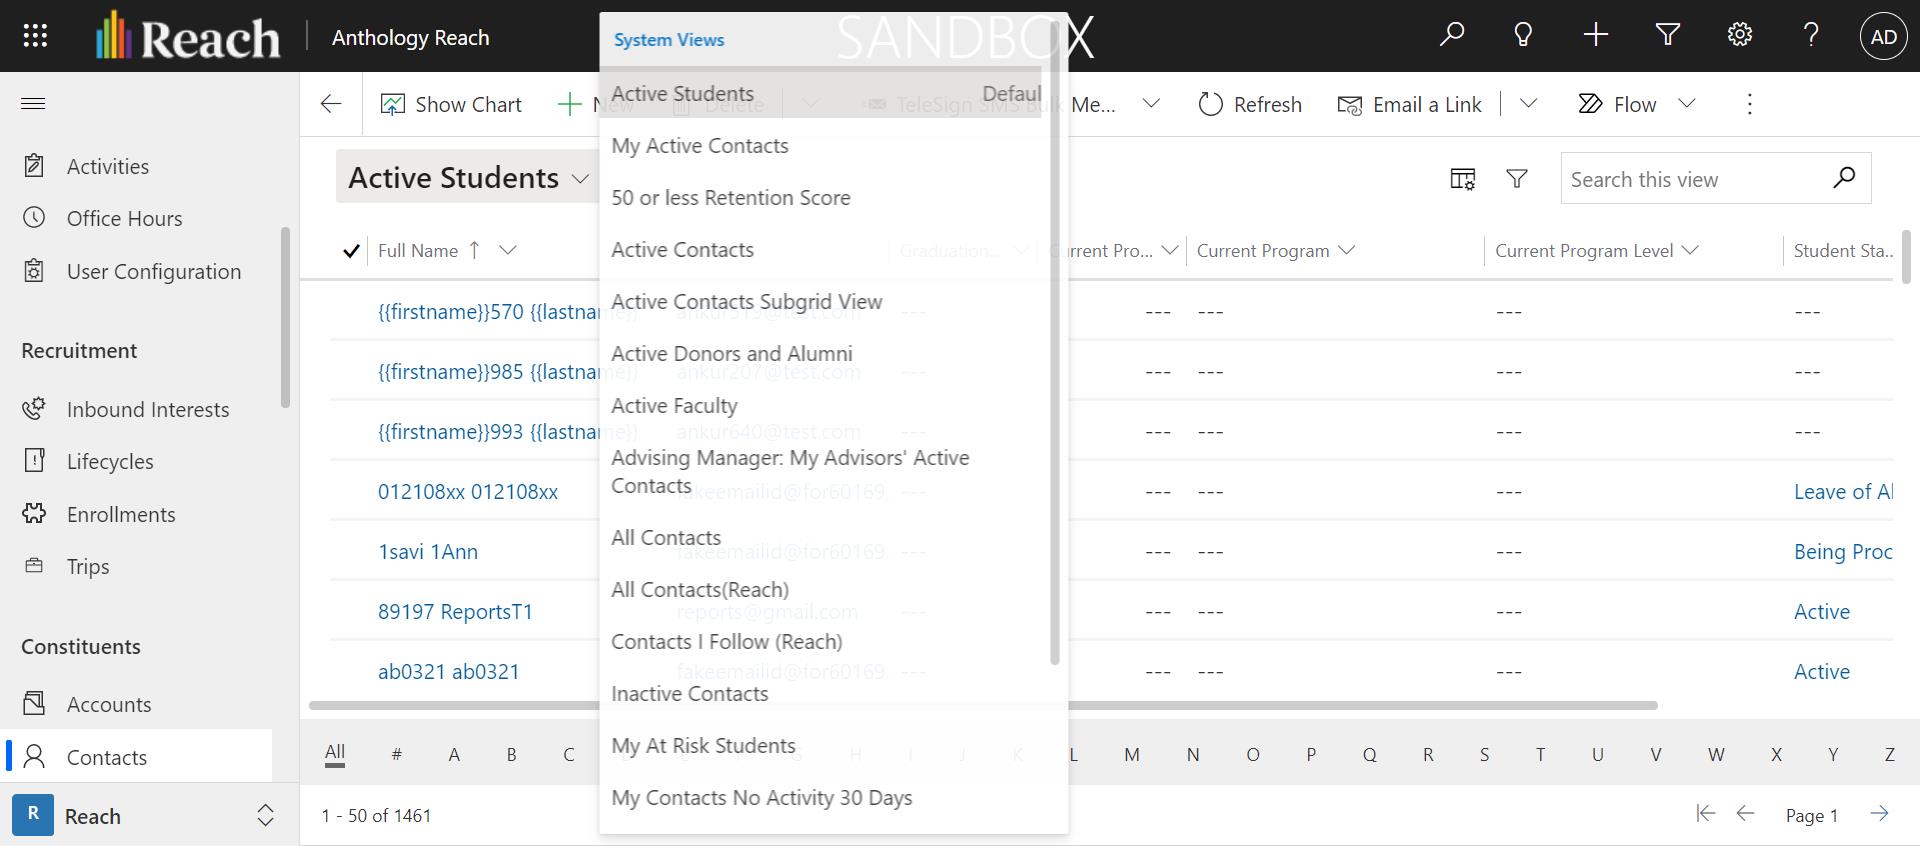 Reach
Anthology Reach
SANDBOX
AD
System Views
Active Students Defaul
My Active Contacts
50 or less Retention Score
Active Contacts
Active Contacts Subgrid View
Active Donors and Alumni
Active Faculty
Advising Manager: My Advisors' Active
Contacts
All Contacts
All Contacts(Reach)
Contacts I Follow (Reach)
Inactive Contacts
My At Risk Students
My Contacts No Activity 30 Days
Show Chart New Delete TeleSign SMS Bulk Me... Refresh Email a Link Flow
Activities
Office Hours
User Configuration
Recruitment
Inbound Interests
Lifecycles
Enrollments
Trips
Constituents
Accounts
Contacts
R Reach
Active Students
Search this view
Full Name Graduation... Current Pro... Current Program Current Program Level Student Sta...
{{firstname}}570 {{lastname}} ankur519@test.com --- --- --- --- ---
{{firstname}}985 {{lastname}} ankur207@test.com --- --- --- --- ---
{{firstname}}993 {{lastname}} ankur640@test.com --- --- --- --- ---
012108xx 012108xx fakeemailid@for60169. --- --- --- --- Leave of Al
1savi 1Ann fakeemailid@for60169. --- --- --- --- Being Proc
89197 ReportsT1 reports@gmail.com --- --- --- --- Active
ab0321 ab0321 fakeemailid@for60169. --- --- --- --- Active
All # A B C G H I J K L M N O P Q R S T U V W X Y Z
1 - 50 of 1461 Page 1